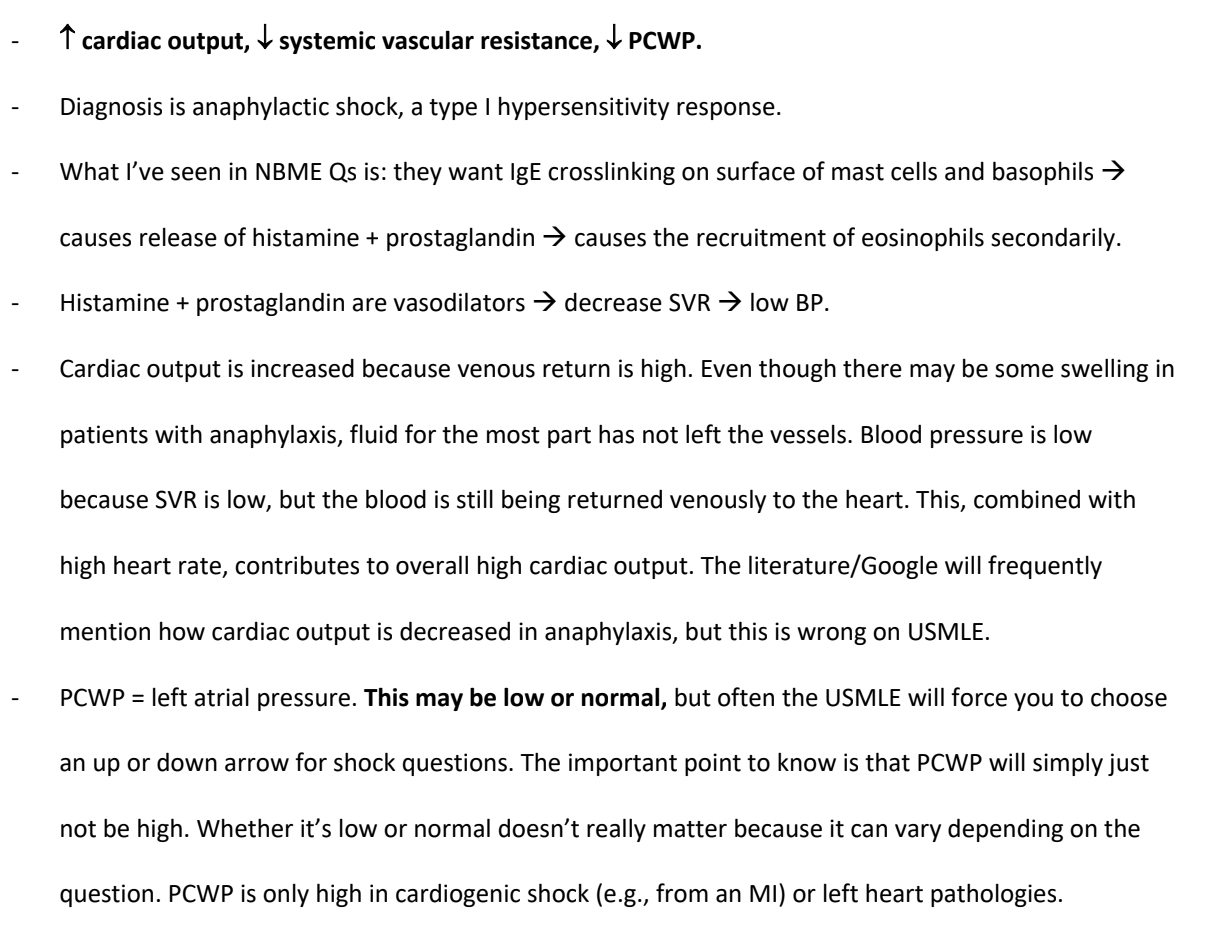 - ↑ cardiac output, ↓ systemic vascular resistance, ↓ PCWP.
- Diagnosis is anaphylactic shock, a type I hypersensitivity response.
- What I’ve seen in NBME Qs is: they want IgE crosslinking on surface of mast cells and basophils →
causes release of histamine + prostaglandin → causes the recruitment of eosinophils secondarily.
- Histamine + prostaglandin are vasodilators → decrease SVR → low BP.
- Cardiac output is increased because venous return is high. Even though there may be some swelling in
patients with anaphylaxis, fluid for the most part has not left the vessels. Blood pressure is low
because SVR is low, but the blood is still being returned venously to the heart. This, combined with
high heart rate, contributes to overall high cardiac output. The literature/Google will frequently
mention how cardiac output is decreased in anaphylaxis, but this is wrong on USMLE.
- PCWP = left atrial pressure. This may be low or normal, but often the USMLE will force you to choose
an up or down arrow for shock questions. The important point to know is that PCWP will simply just
not be high. Whether it’s low or normal doesn’t really matter because it can vary depending on the
question. PCWP is only high in cardiogenic shock (e.g., from an MI) or left heart pathologies.